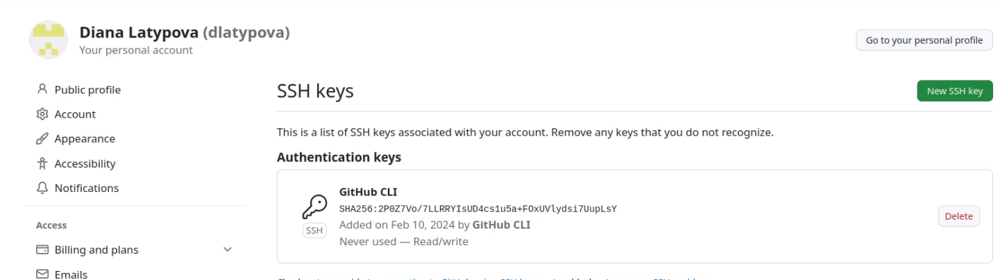 Diana Latypova (dlatypova)
Your personal account
Go to your personal profile
Public profile
Account
Appearance
Accessibility
Notifications
Access
Billing and plans
Emails
SSH keys
New SSH key
This is a list of SSH keys associated with your account. Remove any keys that you do not recognize.
Authentication keys
GitHub CLI
SHA256:2P0Z7Vo/7LLRRYIsUD4cs1u5a+FOxUVlydsi7UupLsY
Added on Feb 10, 2024 by GitHub CLI
Never used — Read/write
SSH
Delete